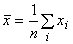 x̄ = 1/n ∑ᵢ xᵢ